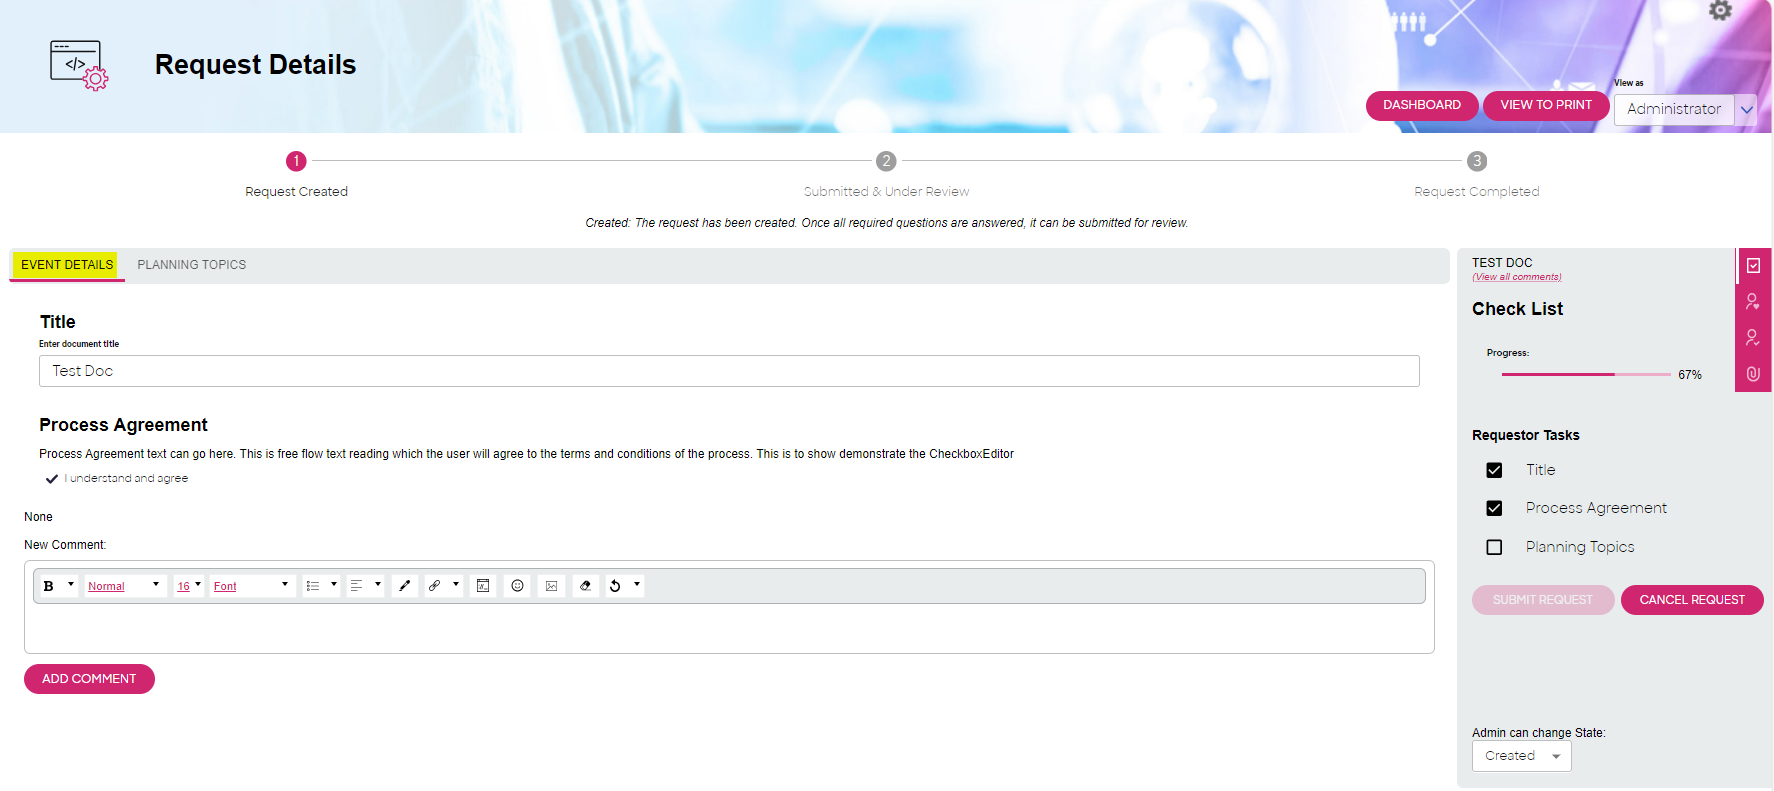 Request Details
View as
DASHBOARD
VIEW TO PRINT
Administrator
1
2
3
Request Created
Submitted & Under Review
Request Completed
Created: The request has been created. Once all required questions are answered, it can be submitted for review.
EVENT DETAILS
PLANNING TOPICS
Title
Enter document title
Test Doc
Process Agreement
Process Agreement text can go here. This is free flow text reading which the user will agree to the terms and conditions of the process. This is to show demonstrate the CheckboxEditor
I understand and agree
None
New Comment:
B
Normal
16
Font
ADD COMMENT
TEST DOC
(View all comments)
Check List
Progress:
67%
Requestor Tasks
Title
Process Agreement
Planning Topics
SUBMIT REQUEST
CANCEL REQUEST
Admin can change State:
Created